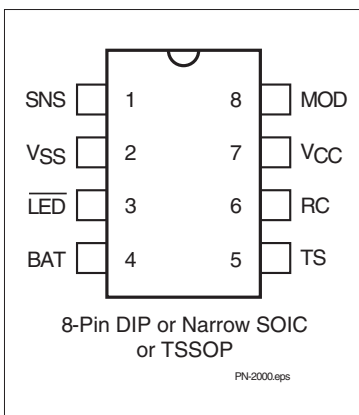 SNS 1 8 MOD
VSS 2 7 VCC
LED 3 6 RC
BAT 4 5 TS
8-Pin DIP or Narrow SOIC
or TSSOP
PN-2000.eps